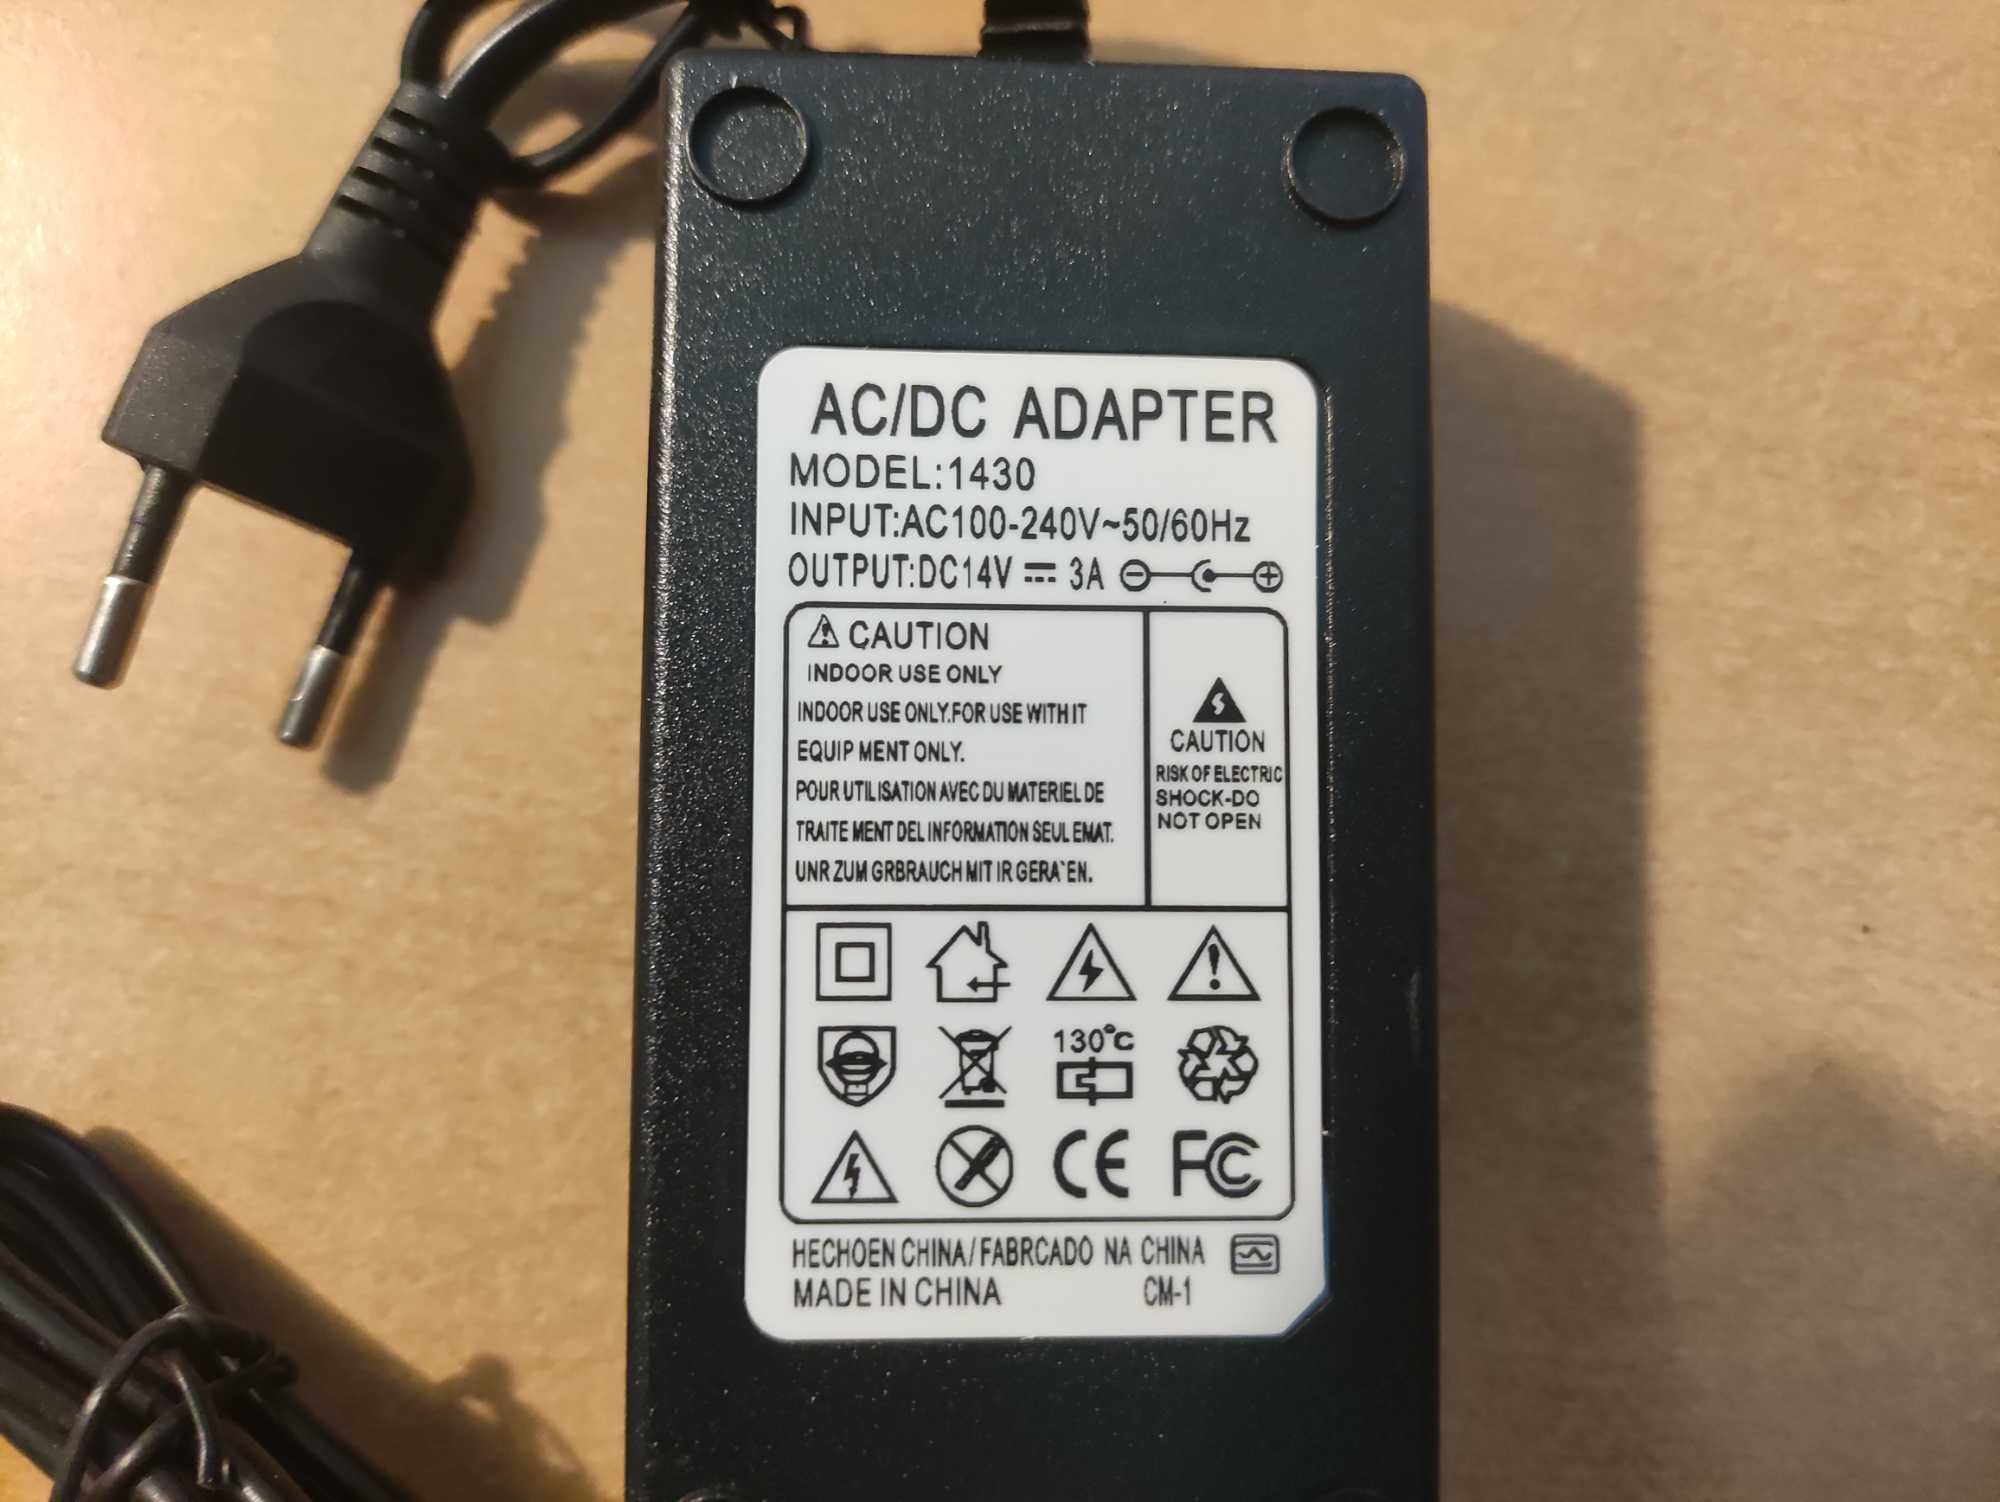 AC/DC ADAPTER
MODEL:1430
INPUT:AC100-240V~50/60Hz
OUTPUT:DC14V ⎓ 3A
CAUTION
INDOOR USE ONLY
INDOOR USE ONLY.FOR USE WITH IT
EQUIP MENT ONLY.
POUR UTILISATION AVEC DU MATERIEL DE
TRAITE MENT DEL INFORMATION SEUL EMAT.
UNR ZUM GRBRAUCH MIT IR GERA`EN.
CAUTION
RISK OF ELECTRIC
SHOCK-DO
NOT OPEN
130°C
CE FC
HECHOEN CHINA/FABRCADO NA CHINA
MADE IN CHINA CM-1